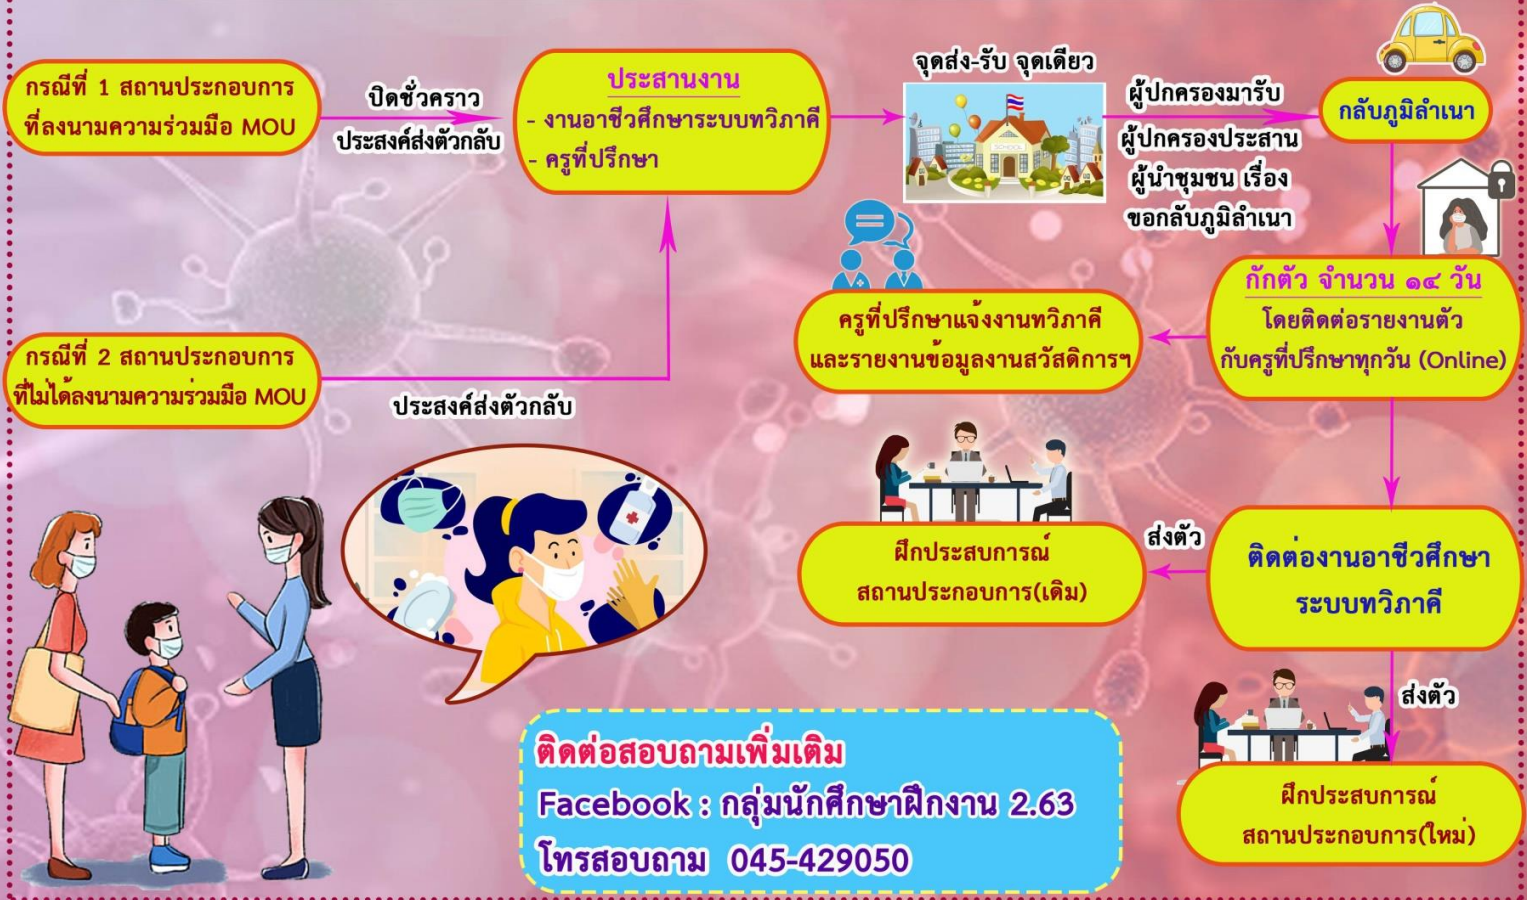 กรณีที่ 1 สถานประกอบการ
ที่ลงนามความร่วมมือ MOU
ปิดชั่วคราว
ประสงค์ส่งตัวกลับ
ประสานงาน
- งานอาชีวศึกษาระบบทวิภาคี
- ครูที่ปรึกษา
จุดส่ง-รับ จุดเดียว
SCHOOL
ผู้ปกครองมารับ
ผู้ปกครองประสาน
ผู้นำชุมชน เรื่อง
ขอกลับภูมิลำเนา
กลับภูมิลำเนา
กักตัว จำนวน ๑๔ วัน
โดยติดต่อรายงานตัว
กับครูที่ปรึกษาทุกวัน (Online)
ครูที่ปรึกษาแจ้งงานทวิภาคี
และรายงานข้อมูลงานสวัสดิการฯ
กรณีที่ 2 สถานประกอบการ
ที่ไม่ได้ลงนามความร่วมมือ MOU
ประสงค์ส่งตัวกลับ
ติดต่องานอาชีวศึกษา
ระบบทวิภาคี
ส่งตัว
ฝึกประสบการณ์
สถานประกอบการ(เดิม)
ส่งตัว
ฝึกประสบการณ์
สถานประกอบการ(ใหม่)
ติดต่อสอบถามเพิ่มเติม
Facebook : กลุ่มนักศึกษาฝึกงาน 2.63
โทรสอบถาม 045-429050